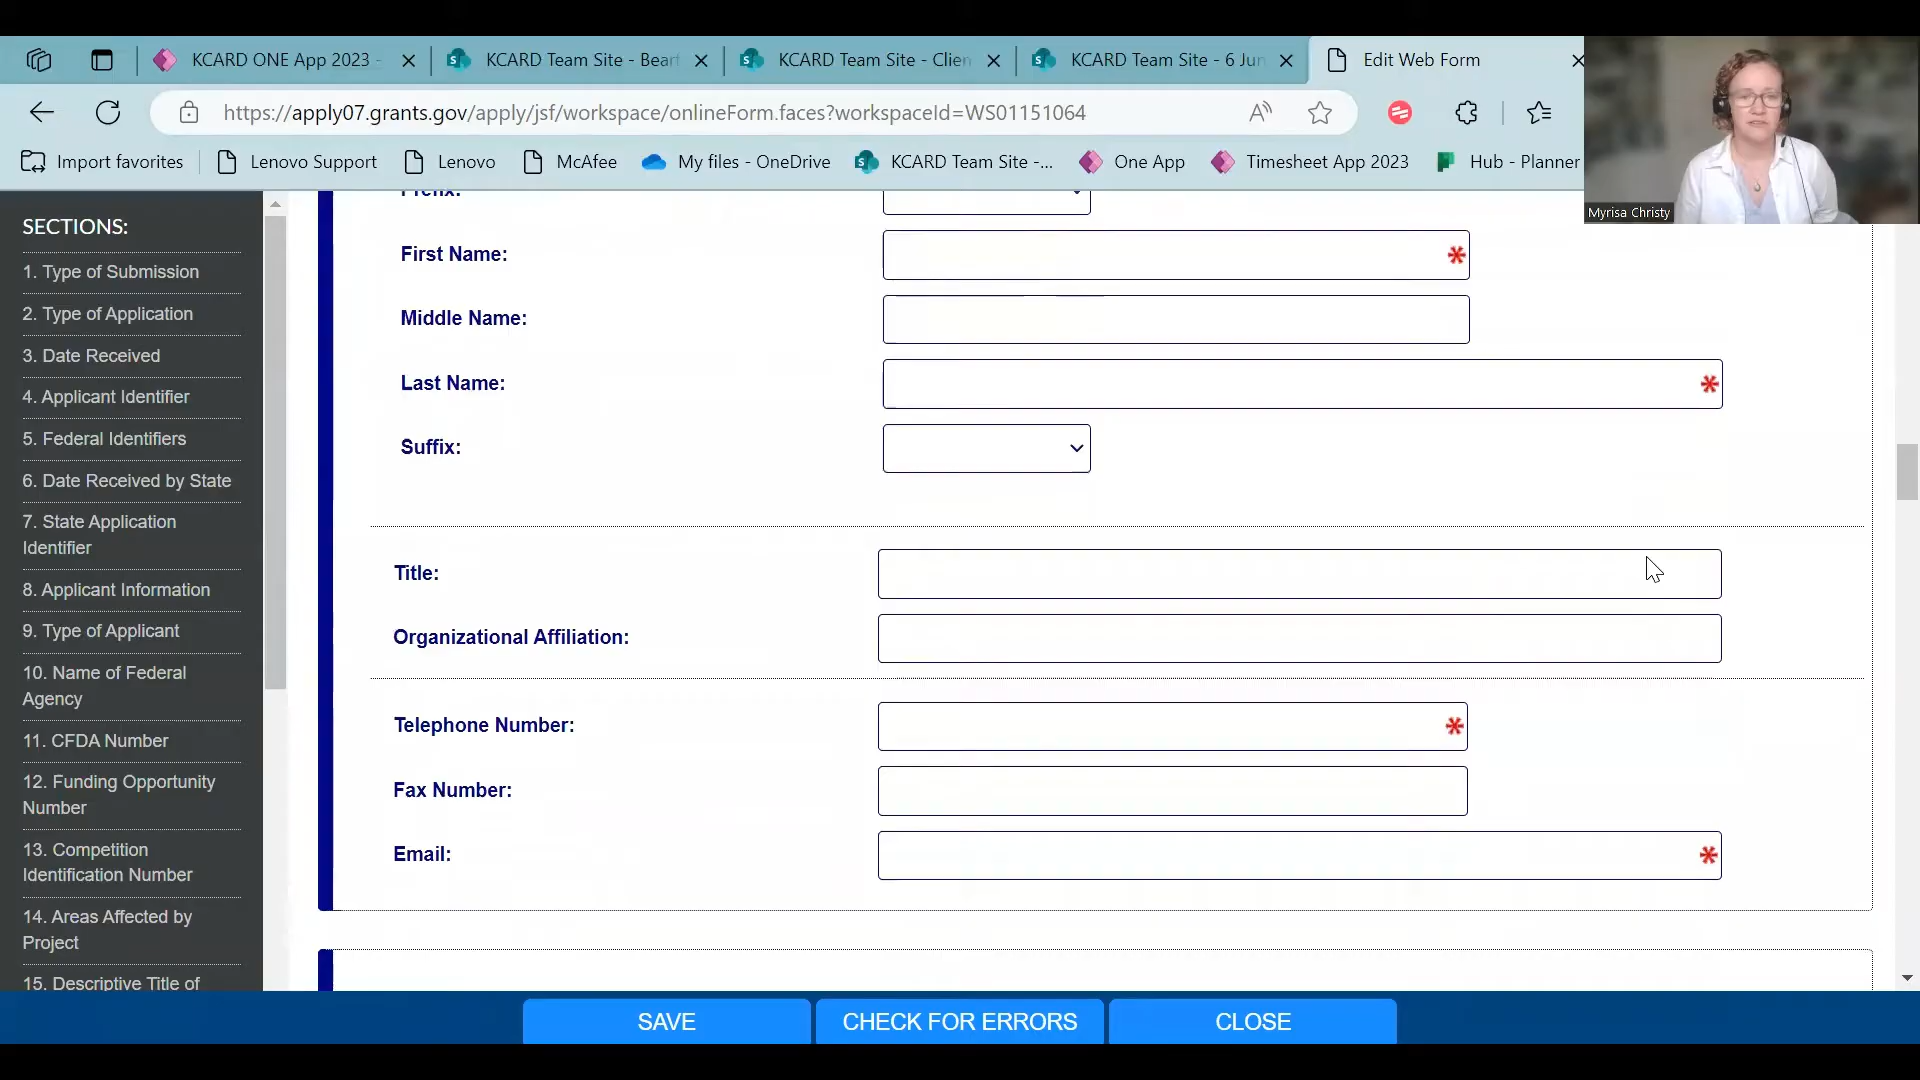 KCARD ONE App 2023 -
KCARD Team Site - Bear
KCARD Team Site - Clien
KCARD Team Site - 6 Jun
Edit Web Form
https://apply07.grants.gov/apply/jsf/workspace/onlineForm.faces?workspaceId=WS01151064
Import favorites
Lenovo Support
Lenovo
McAfee
My files - OneDrive
KCARD Team Site -...
One App
Timesheet App 2023
Hub - Planner
Myrisa Christy
SECTIONS:
1. Type of Submission
2. Type of Application
3. Date Received
4. Applicant Identifier
5. Federal Identifiers
6. Date Received by State
7. State Application
Identifier
8. Applicant Information
9. Type of Applicant
10. Name of Federal
Agency
11. CFDA Number
12. Funding Opportunity
Number
13. Competition
Identification Number
14. Areas Affected by
Project
15. Descriptive Title of
Prefix:
First Name:
*
Middle Name:
Last Name:
*
Suffix:
Title:
Organizational Affiliation:
Telephone Number:
*
Fax Number:
Email:
*
SAVE
CHECK FOR ERRORS
CLOSE